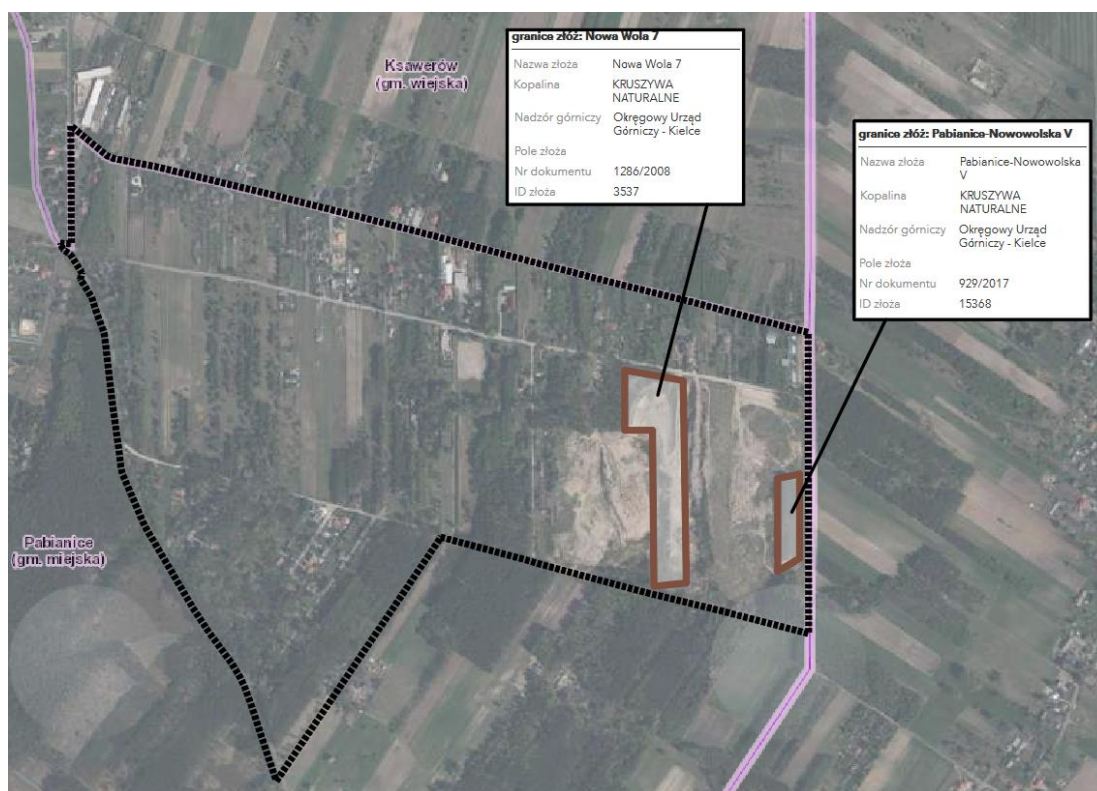 Ksawerów
(gm. wiejska)
granice złóż: Nowa Wola 7
Nazwa złoża Nowa Wola 7
Kopalina KRUSZYWA
NATURALNE
Nadzór górniczy Okręgowy Urząd
Górniczy - Kielce
Pole złoża
Nr dokumentu 1286/2008
ID złoża 3537
granice złóż: Pabianice-Nowowolska V
Nazwa złoża Pabianice-Nowowolska
V
Kopalina KRUSZYWA
NATURALNE
Nadzór górniczy Okręgowy Urząd
Górniczy - Kielce
Pole złoża
Nr dokumentu 929/2017
ID złoża 15368
Pabianice
(gm. miejska)